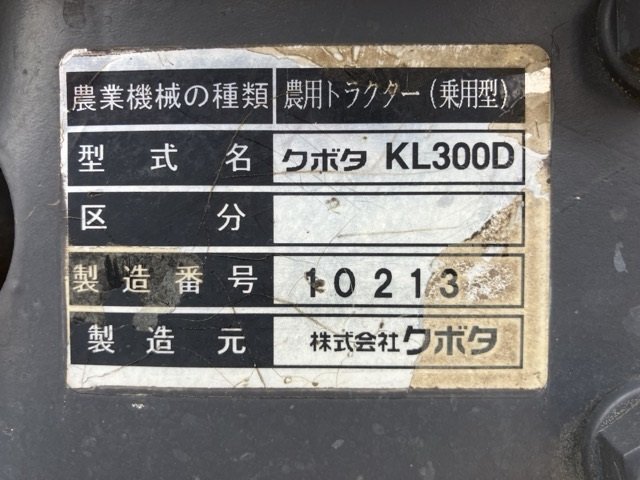 農業機械の種類 農用トラクター(乗用型)
型式名 クボタ KL300D
区分
製造番号 10213
製造元 株式会社クボタ